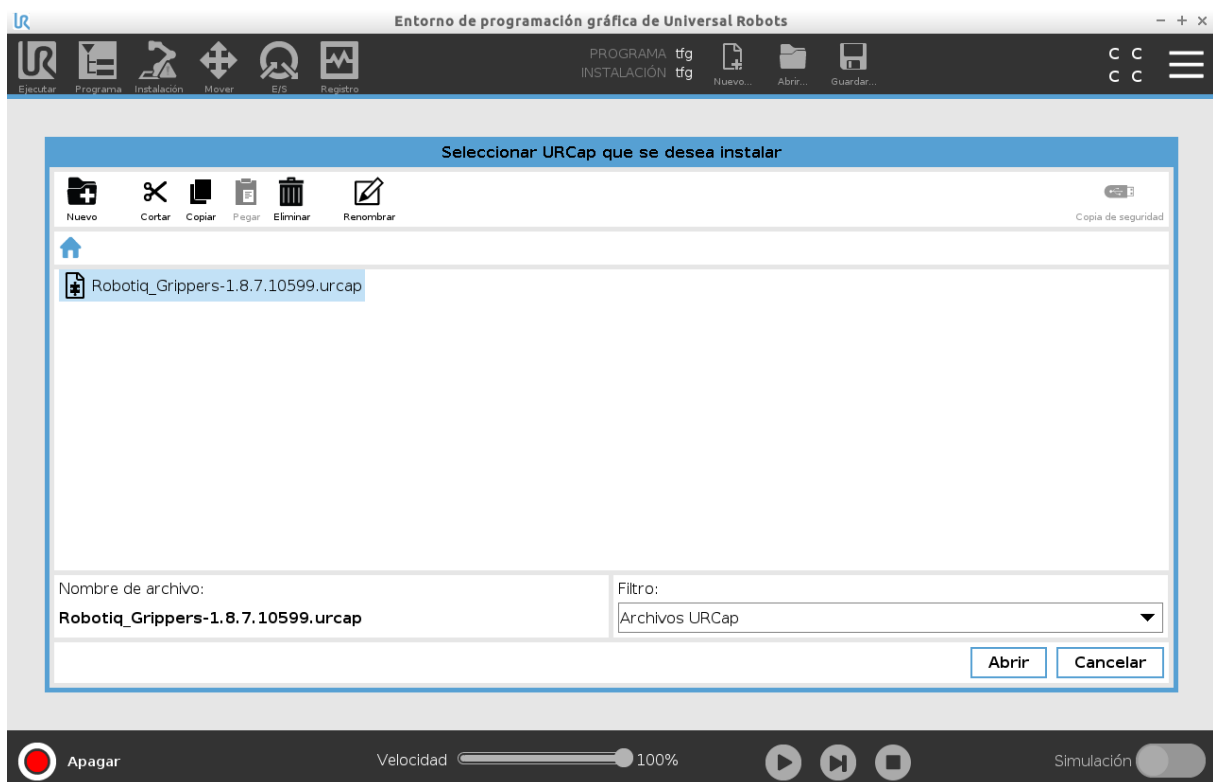 Entorno de programación gráfica de Universal Robots
PROGRAMA tfg
INSTALACIÓN tfg
C C
C C
Ejecutar Programa Instalación Mover E/S Registro Nuevo... Abrir... Guardar...
Seleccionar URCap que se desea instalar
Nuevo Cortar Copiar Pegar Eliminar Renombrar Copia de seguridad
Robotiq_Grippers-1.8.7.10599.urcap
Nombre de archivo: Filtro:
Robotiq_Grippers-1.8.7.10599.urcap Archivos URCap
Abrir Cancelar
Apagar Velocidad 100% Simulación